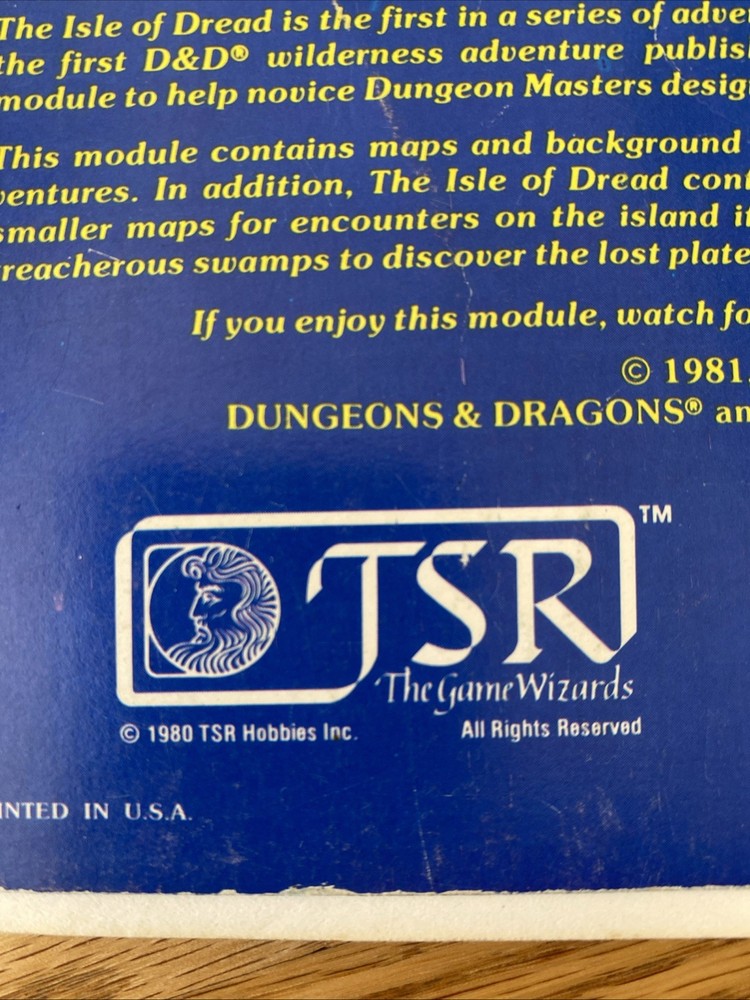 The Isle of Dread is the first in a series of adve
the first D&D® wilderness adventure publis
module to help novice Dungeon Masters desig
This module contains maps and background
ventures. In addition, The Isle of Dread con
smaller maps for encounters on the island i
treacherous swamps to discover the lost plate
If you enjoy this module, watch fo
© 1981
DUNGEONS & DRAGONS® an
TSR TM
The Game Wizards
© 1980 TSR Hobbies Inc. All Rights Reserved
INTED IN U.S.A.